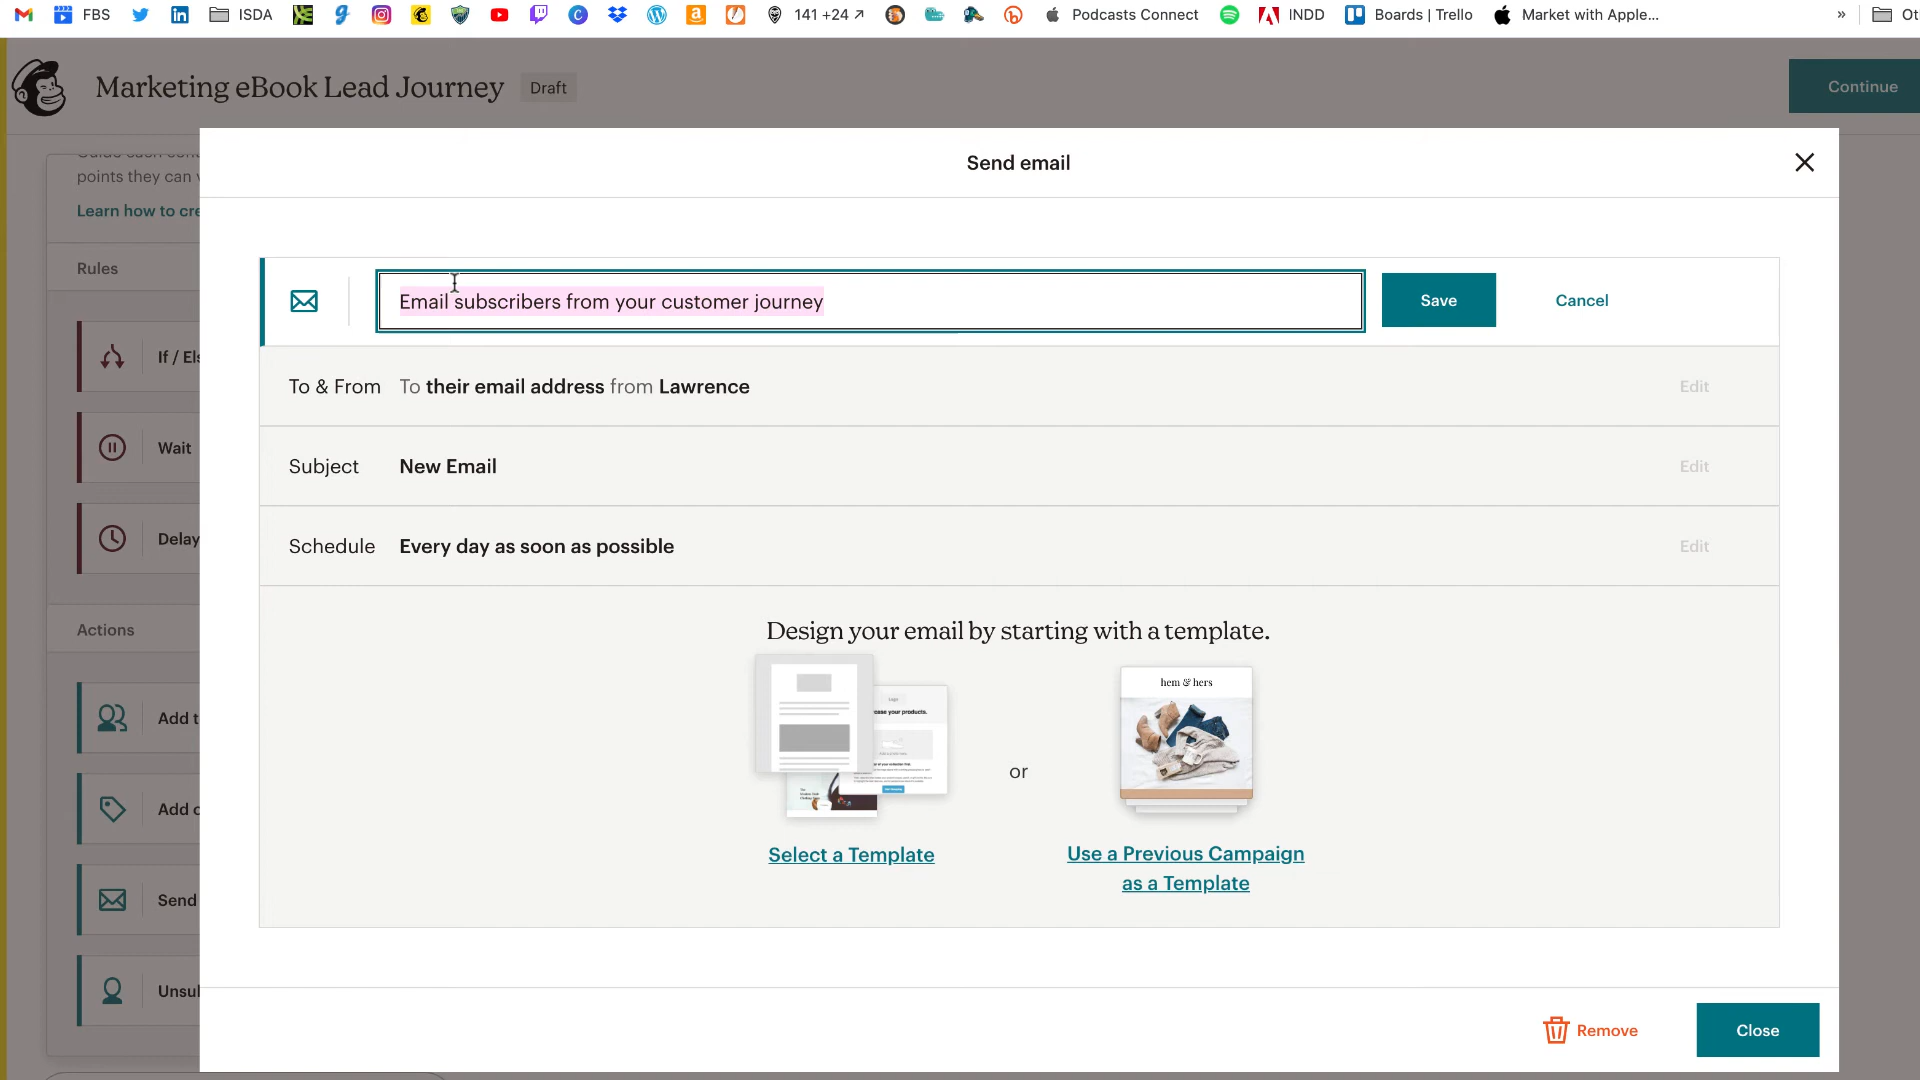 FBS
ISDA
141 +24 ↗
Podcasts Connect
INDD
Boards | Trello
Market with Apple...
»
Marketing eBook Lead Journey
Draft
Continue
points they can
Learn how to cre
Rules
If / Els
Wait
Delay
Actions
Add t
Add
Send
Unsu
Send email
Email subscribers from your customer journey
Save
Cancel
To & From
To their email address from Lawrence
Edit
Subject
New Email
Edit
Schedule
Every day as soon as possible
Edit
Design your email by starting with a template.
hem & hers
or
Select a Template
Use a Previous Campaign
as a Template
Remove
Close